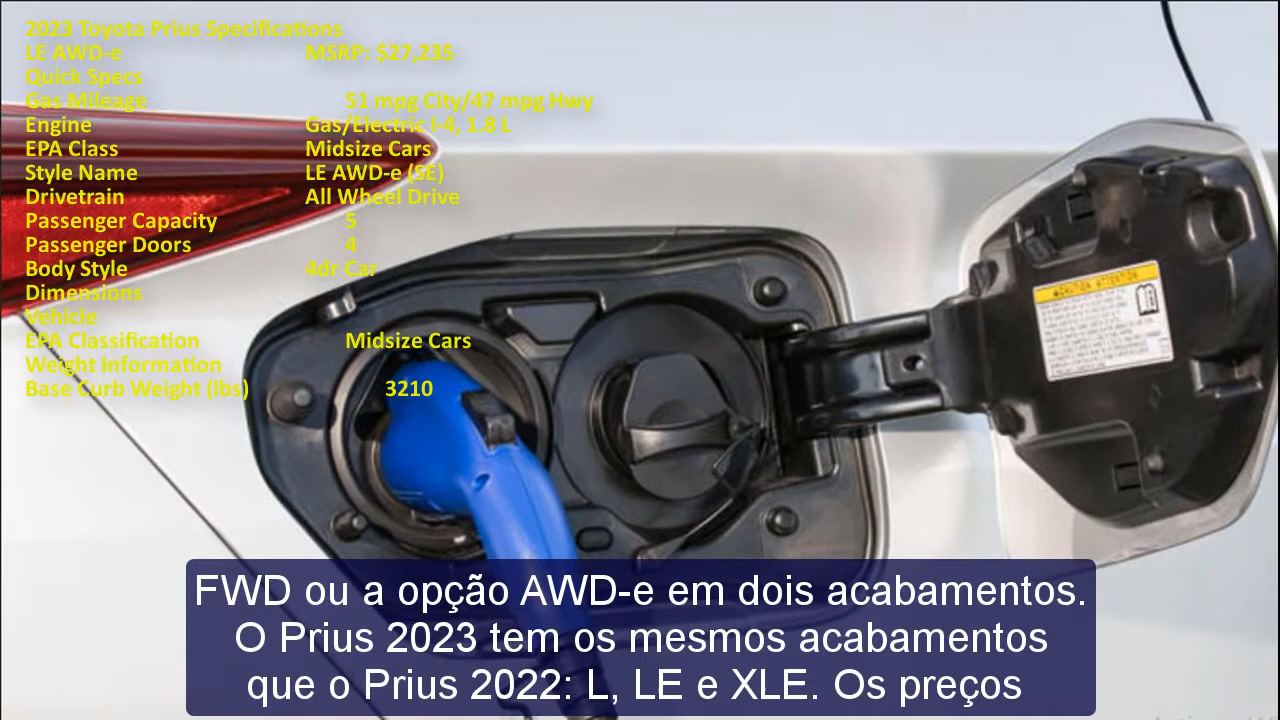 2023 Toyota Prius Specifications
LE AWD-e MSRP: $27,235
Quick Specs
Gas Mileage 51 mpg City/47 mpg Hwy
Engine Gas/Electric I-4, 1.8 L
EPA Class Midsize Cars
Style Name LE AWD-e (SE)
Drivetrain All Wheel Drive
Passenger Capacity 5
Passenger Doors 4
Body Style 4dr Car
Dimensions
Vehicle
EPA Classification Midsize Cars
Weight Information
Base Curb Weight (lbs) 3210
CAUTION ATTENTION
FWD ou a opção AWD-e em dois acabamentos.
O Prius 2023 tem os mesmos acabamentos
que o Prius 2022: L, LE e XLE. Os preços